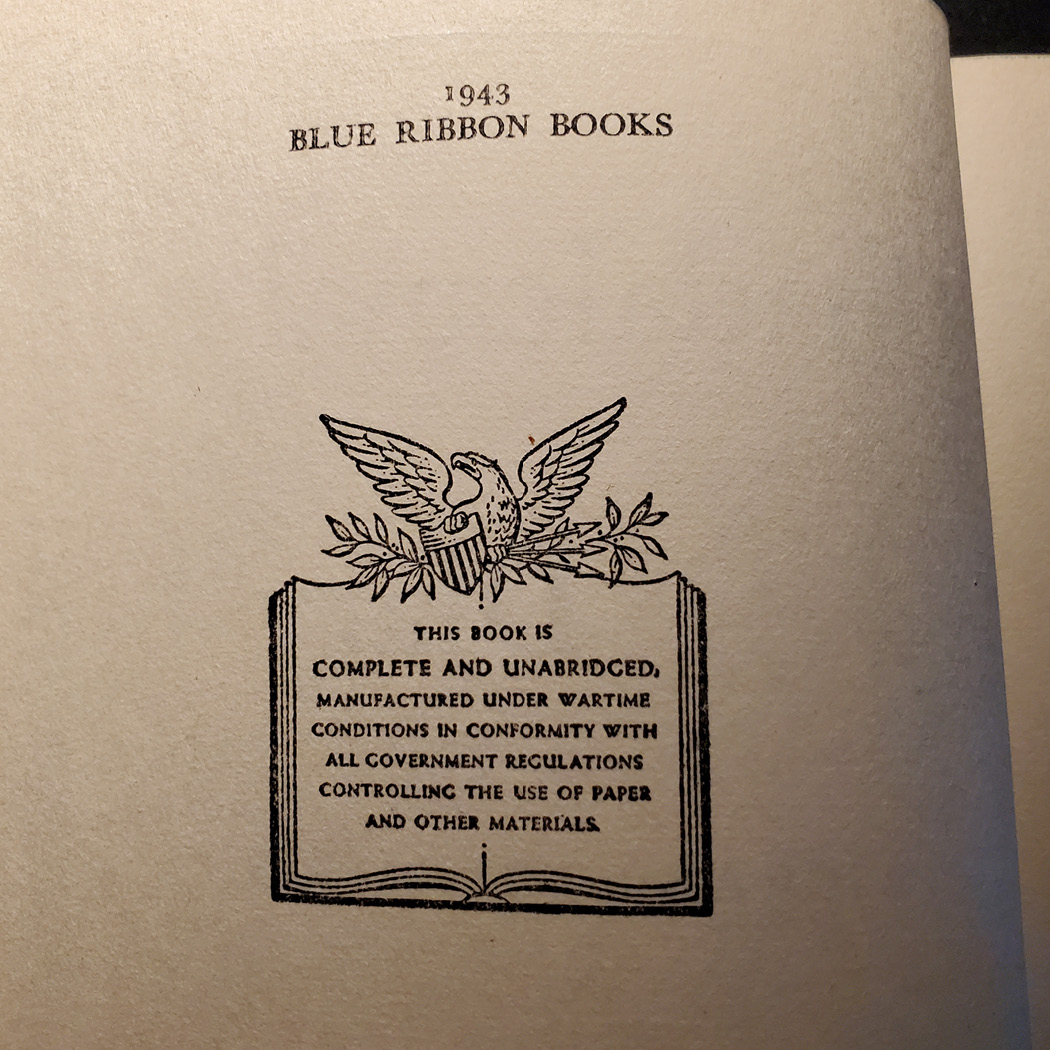 1943
BLUE RIBBON BOOKS
THIS BOOK IS
COMPLETE AND UNABRIDGED,
MANUFACTURED UNDER WARTIME
CONDITIONS IN CONFORMITY WITH
ALL GOVERNMENT REGULATIONS
CONTROLLING THE USE OF PAPER
AND OTHER MATERIALS.